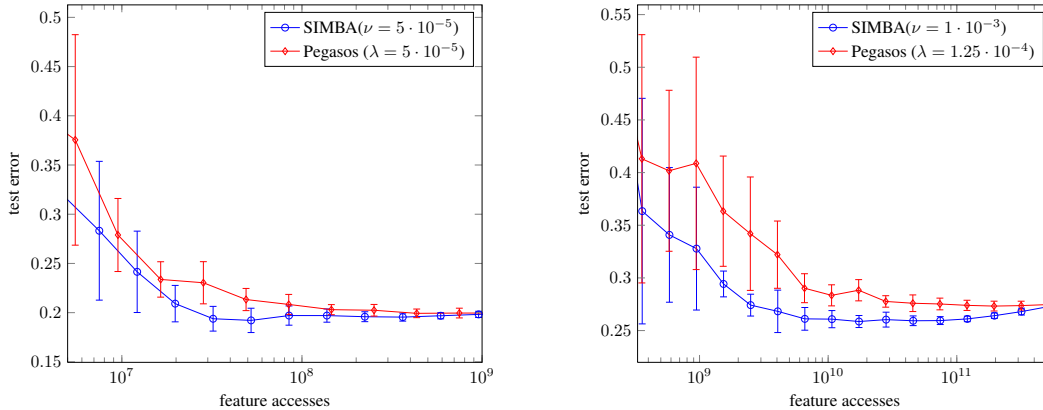 SIMBA(ν = 5 · 10⁻⁵)
Pegasos (λ = 5 · 10⁻⁵)
0.5
0.45
0.4
0.35
0.3
0.25
0.2
0.15
test error
10⁷
10⁸
10⁹
feature accesses
SIMBA(ν = 1 · 10⁻³)
Pegasos (λ = 1.25 · 10⁻⁴)
0.55
0.5
0.45
0.4
0.35
0.3
0.25
test error
10⁹
10¹⁰
10¹¹
feature accesses